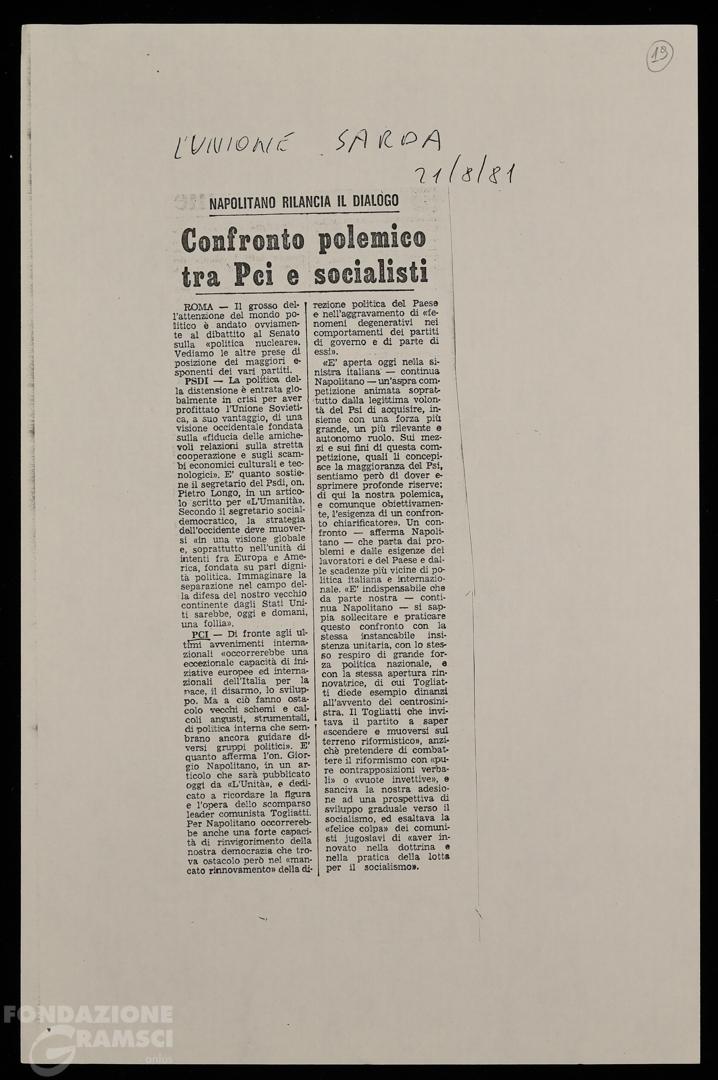 19
L'UNIONE SARDA
21/8/81
NAPOLITANO RILANCIA IL DIALOGO
Confronto polemico
tra Pci e socialisti
ROMA — Il grosso del-
l'attenzione del mondo po-
litico è andato ovviamen-
te al dibattito al Senato
sulla «politica nucleare».
Vediamo le altre prese di
posizione dei maggiori e-
sponenti dei vari partiti.
PSDI — La politica del-
la distensione è entrata glo-
balmente in crisi per aver
profittato l'Unione Sovieti-
ca, a suo vantaggio, di una
visione occidentale fondata
sulla «fiducia delle amiche-
voli relazioni sulla stretta
cooperazione e sugli scam-
bi economici culturali e tec-
nologici». E' quanto sostie-
ne il segretario del Psdi, on.
Pietro Longo, in un artico-
lo scritto per «L'Umanità».
Secondo il segretario social-
democratico, la strategia
dell'occidente deve muover-
si «in una visione globale
e, soprattutto nell'unità di
intenti fra Europa e Ame-
rica, fondata su pari digni-
tà politica. Immaginare la
separazione nel campo del-
la difesa del nostro vecchio
continente dagli Stati Uni-
ti sarebbe, oggi e domani,
una follia».
PCI — Di fronte agli ul-
timi avvenimenti interna-
zionali «occorrerebbe una
eccezionale capacità di ini-
ziative europee ed interna-
zionali dell'Italia per la
pace, il disarmo, lo svilup-
po. Ma a ciò fanno osta-
colo vecchi schemi e cal-
coli angusti, strumentali,
di politica interna che sem-
brano ancora guidare di-
versi gruppi politici». E'
quanto afferma l'on. Gior-
gio Napolitano, in un ar-
ticolo che sarà pubblicato
oggi da «L'Unità», e dedi-
cato a ricordare la figura
e l'opera dello scomparso
leader comunista Togliatti.
Per Napolitano occorrereb-
be anche una forte capaci-
tà di rinvigorimento della
nostra democrazia che tro-
va ostacolo però nel «man-
cato rinnovamento» della di-
rezione politica del Paese
e nell'aggravamento di «fe-
nomeni degenerativi nei
comportamenti dei partiti
di governo e di parte di
essi».
«E' aperta oggi nella si-
nistra italiana — continua
Napolitano — un'aspra com-
petizione animata soprat-
tutto dalla legittima volon-
tà del Psi di acquisire, in-
sieme con una forza più
grande, un più rilevante e
autonomo ruolo. Sui mez-
zi e sui fini di questa com-
petizione, quali li concepi-
sce la maggioranza del Psi,
sentiamo però di dover e-
sprimere profonde riserve;
di qui la nostra polemica,
e comunque obiettivamen-
te, l'esigenza di un confron-
to chiarificatore». Un con-
fronto — afferma Napoli-
tano — che parta dai pro-
blemi e dalle esigenze dei
lavoratori e del Paese e dal-
le scadenze più vicine di po-
litica italiana e internazio-
nale. «E' indispensabile che
da parte nostra — conti-
nua Napolitano — si sap-
pia sollecitare e praticare
questo confronto con la
stessa instancabile insi-
stenza unitaria, con lo stes-
so respiro di grande for-
za politica nazionale, e
con la stessa apertura rin-
novatrice, di cui Togliat-
ti diede esempio dinanzi
all'avvento del centrosini-
stra. Il Togliatti che invi-
tava il partito a saper
«scendere e muoversi sul
terreno riformistico», anzi-
chè pretendere di combat-
tere il riformismo con «pu-
re contrapposizioni verba-
li» o «vuote invettive», e
sanciva la nostra adesio-
ne ad una prospettiva di
sviluppo graduale verso il
socialismo, ed esaltava la
«felice colpa» dei comuni-
sti jugoslavi di «aver in-
novato nella dottrina e
nella pratica della lotta
per il socialismo».
FONDAZIONE
GRAMSCI
onlus